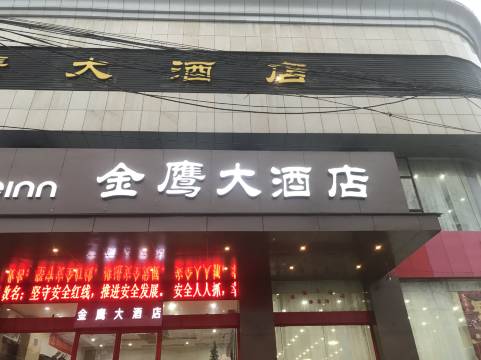 大酒店
inn 金鹰大酒店
坚守安全红线，推进安全发展。安全人人抓，
金鹰大酒店